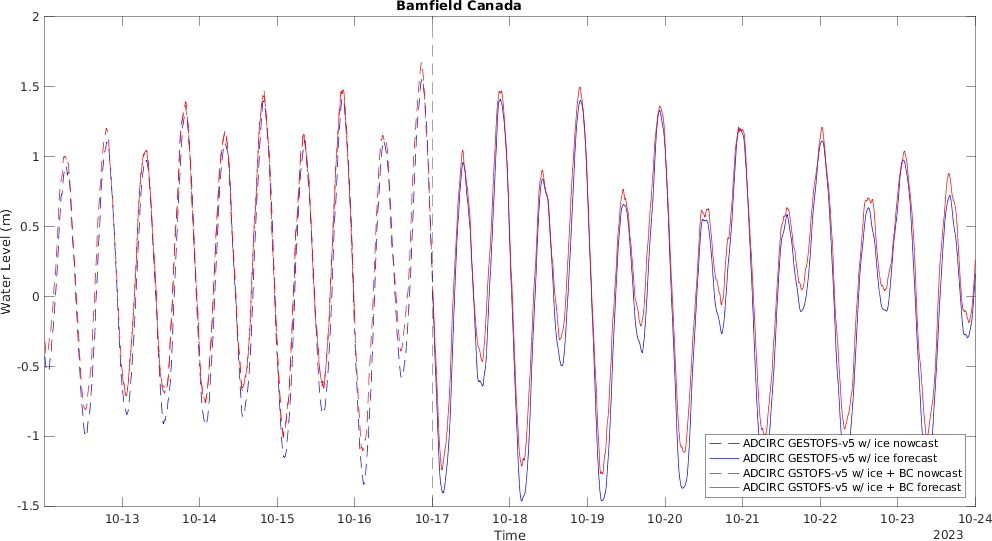 Bamfield Canada
2
1.5
1
0.5
0
-0.5
-1
-1.5
Water Level (m)
ADCIRC GESTOFS-v5 w/ ice nowcast
ADCIRC GESTOFS-v5 w/ ice forecast
ADCIRC GSTOFS-v5 w/ ice + BC nowcast
ADCIRC GSTOFS-v5 w/ ice + BC forecast
10-13 10-14 10-15 10-16 10-17 10-18 10-19 10-20 10-21 10-22 10-23 10-24
Time
2023